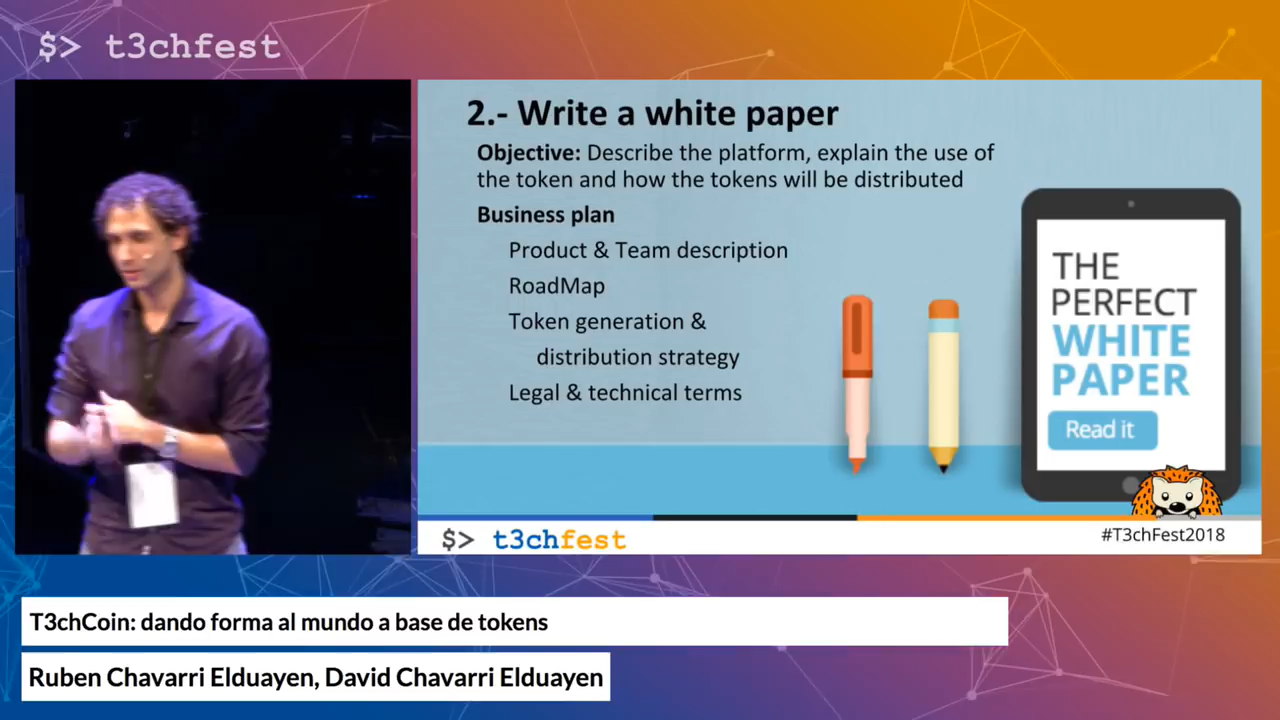 $> t3chfest
2.- Write a white paper
Objective: Describe the platform, explain the use of
the token and how the tokens will be distributed
Business plan
Product & Team description
RoadMap
Token generation &
distribution strategy
Legal & technical terms
THE
PERFECT
WHITE
PAPER
Read it
$> t3chfest
#T3chFest2018
T3chCoin: dando forma al mundo a base de tokens
Ruben Chavarri Elduayen, David Chavarri Elduayen